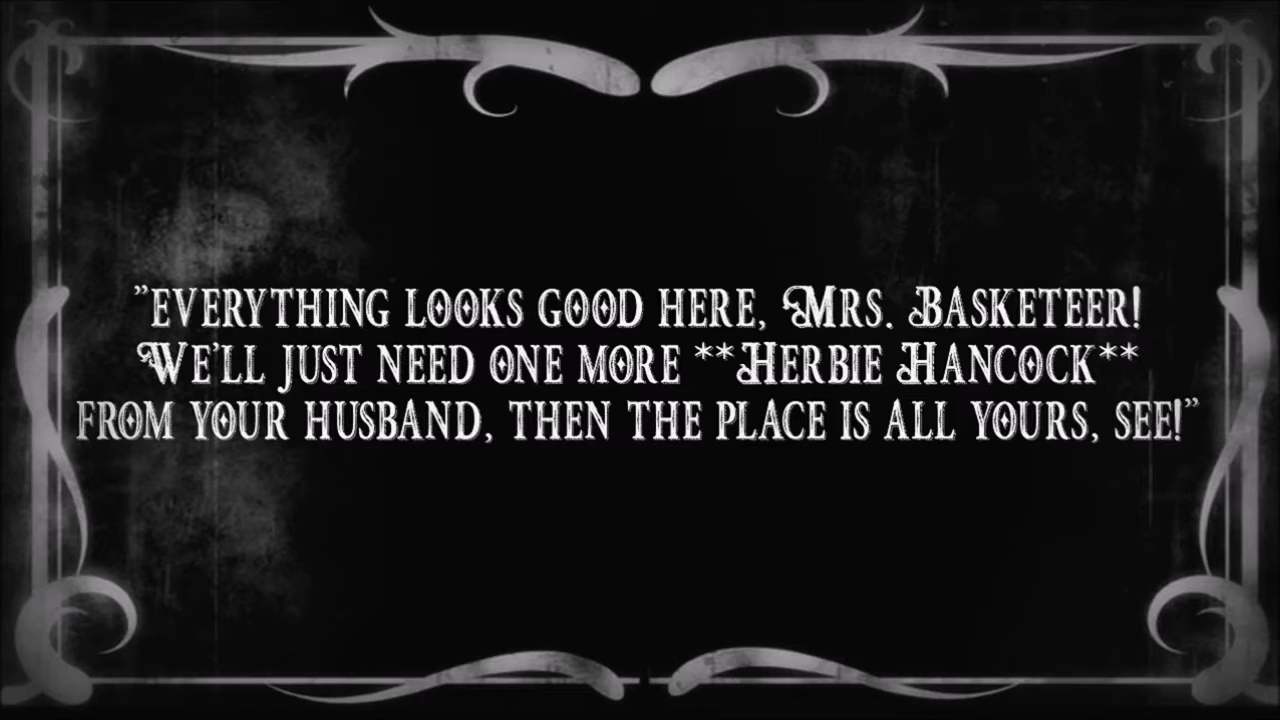 ”Everything looks good here, Mrs. Basketeer!
We’ll just need one more **Herbie Hancock**
from your husband, then the place is all yours, see!”